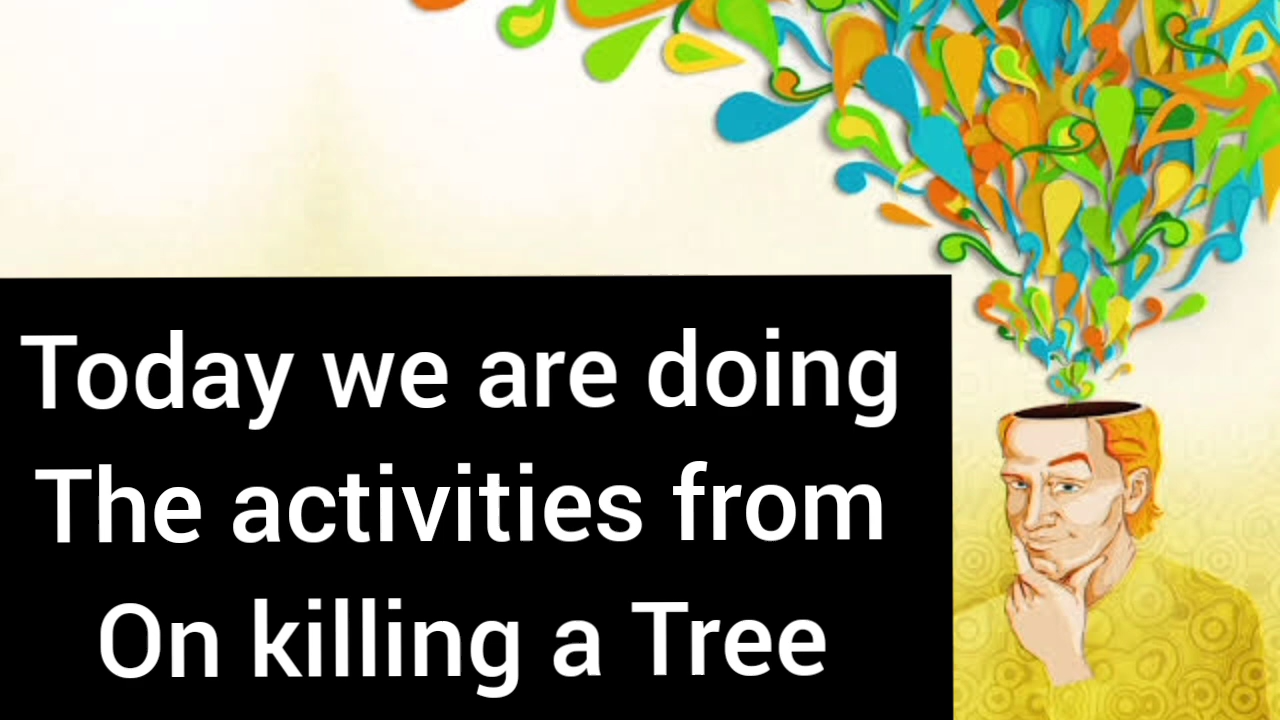 Today we are doing
The activities from
On killing a Tree